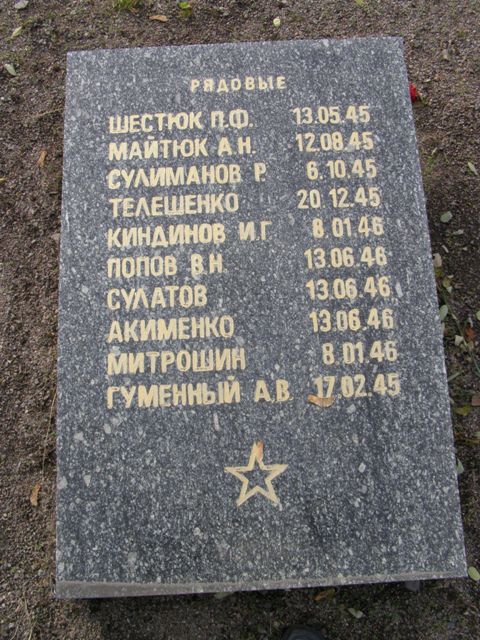 РЯДОВЫЕ
ШЕСТЮК П.Ф. 13.05.45
МАЙТЮК А.Н. 12.08.45
СУЛИМАНОВ Р. 6.10.45
ТЕЛЕШЕНКО 20.12.45
КИНДИНОВ И.Г. 8.01.46
ПОПОВ В.Н. 13.06.46
СУЛАТОВ 13.06.46
АКИМЕНКО 13.06.46
МИТРОШИН 8.01.46
ГУМЕННЫЙ А.В. 17.02.45